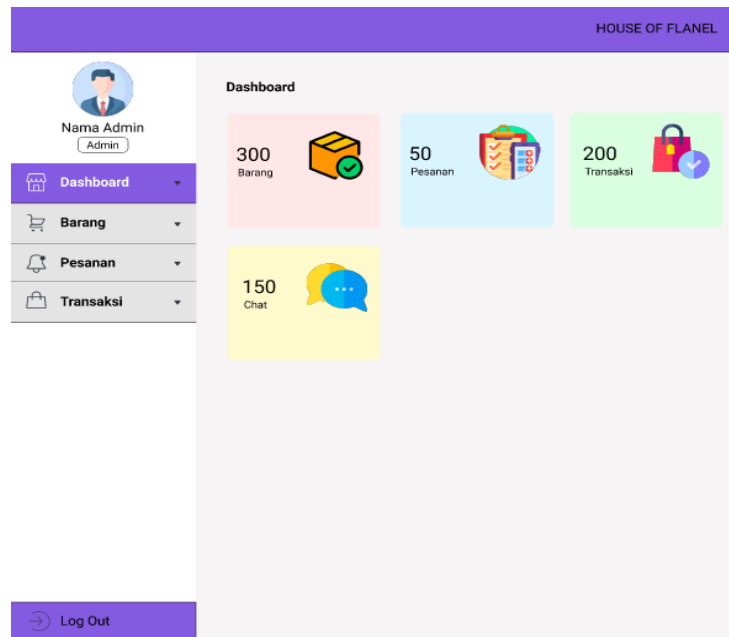 HOUSE OF FLANEL
Nama Admin
Admin
Dashboard
Barang
Pesanan
Transaksi
Log Out
Dashboard
300
Barang
50
Pesanan
200
Transaksi
150
Chat